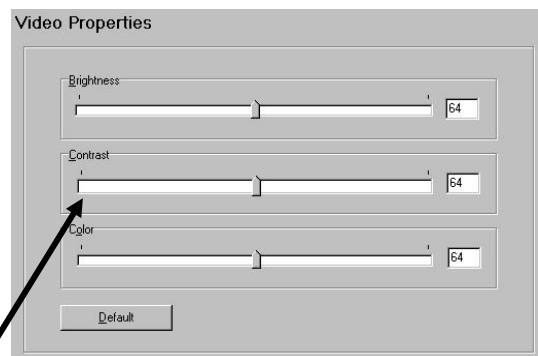 Video Properties
Brightness
64
Contrast
64
Color
64
Default